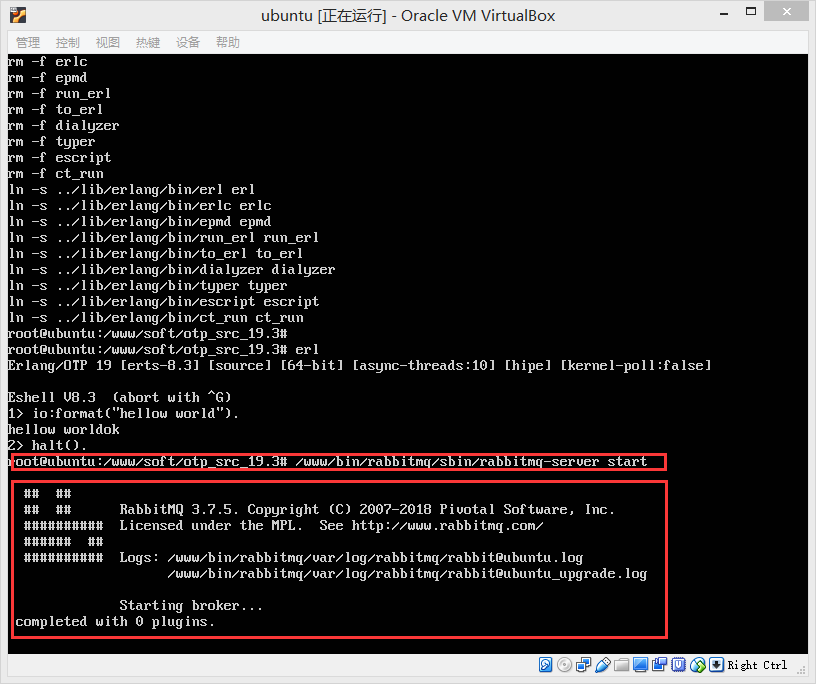 ubuntu [正在运行] - Oracle VM VirtualBox
管理 控制 视图 热键 设备 帮助
rm -f erlc
rm -f epmd
rm -f run_erl
rm -f to_erl
rm -f dialyzer
rm -f typer
rm -f escript
rm -f ct_run
ln -s ../lib/erlang/bin/erl erl
ln -s ../lib/erlang/bin/erlc erlc
ln -s ../lib/erlang/bin/epmd epmd
ln -s ../lib/erlang/bin/run_erl run_erl
ln -s ../lib/erlang/bin/to_erl to_erl
ln -s ../lib/erlang/bin/dialyzer dialyzer
ln -s ../lib/erlang/bin/typer typer
ln -s ../lib/erlang/bin/escript escript
ln -s ../lib/erlang/bin/ct_run ct_run
root@ubuntu:/www/soft/otp_src_19.3#
root@ubuntu:/www/soft/otp_src_19.3# erl
Erlang/OTP 19 [erts-8.3] [source] [64-bit] [async-threads:10] [hipe] [kernel-poll:false]
Eshell V8.3  (abort with ^G)
1> io:format("hellow world").
hellow worldok
2> halt().
root@ubuntu:/www/soft/otp_src_19.3# /www/bin/rabbitmq/sbin/rabbitmq-server start
##  ##
##  ##      RabbitMQ 3.7.5. Copyright (C) 2007-2018 Pivotal Software, Inc.
##########  Licensed under the MPL.  See http://www.rabbitmq.com/
######  ##
##########  Logs: /www/bin/rabbitmq/var/log/rabbitmq/rabbit@ubuntu.log
/www/bin/rabbitmq/var/log/rabbitmq/rabbit@ubuntu_upgrade.log
Starting broker...
completed with 0 plugins.
Right Ctrl